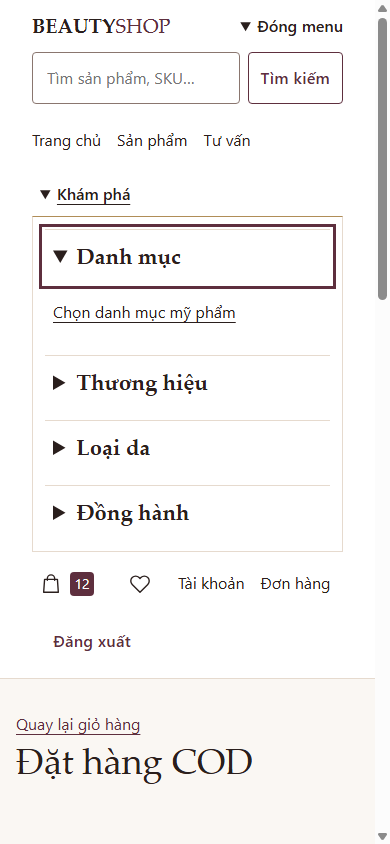 BEAUTYSHOP
Đóng menu
Tìm sản phẩm, SKU...
Tìm kiếm
Trang chủ Sản phẩm Tư vấn
Khám phá
Danh mục
Chọn danh mục mỹ phẩm
Thương hiệu
Loại da
Đồng hành
12 Tài khoản Đơn hàng
Đăng xuất
Quay lại giỏ hàng
Đặt hàng COD